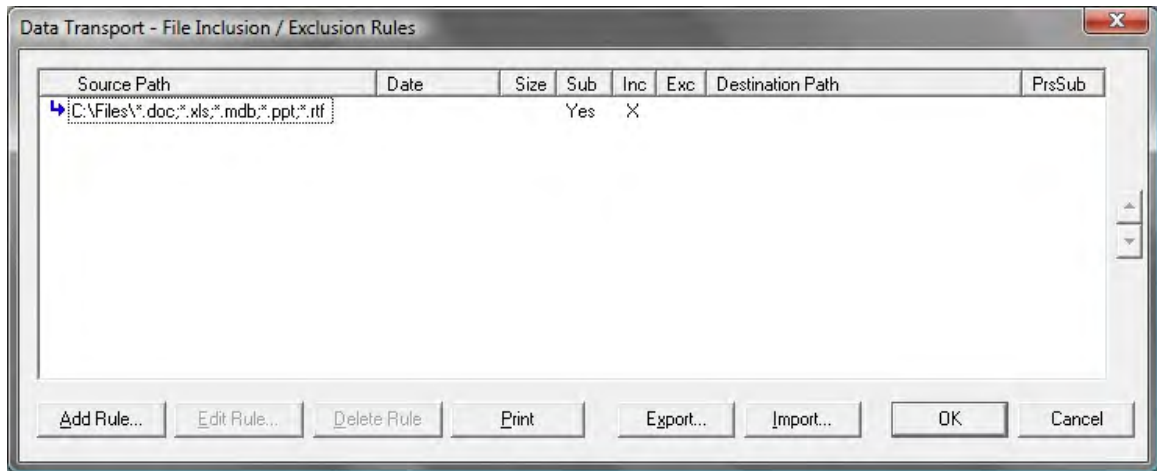 Data Transport - File Inclusion / Exclusion Rules
X
Source Path Date Size Sub Inc Exc Destination Path PrsSub
C:\Files\*.doc;*.xls;*.mdb;*.ppt;*.rtf Yes X
Add Rule... Edit Rule... Delete Rule Print Export... Import... OK Cancel